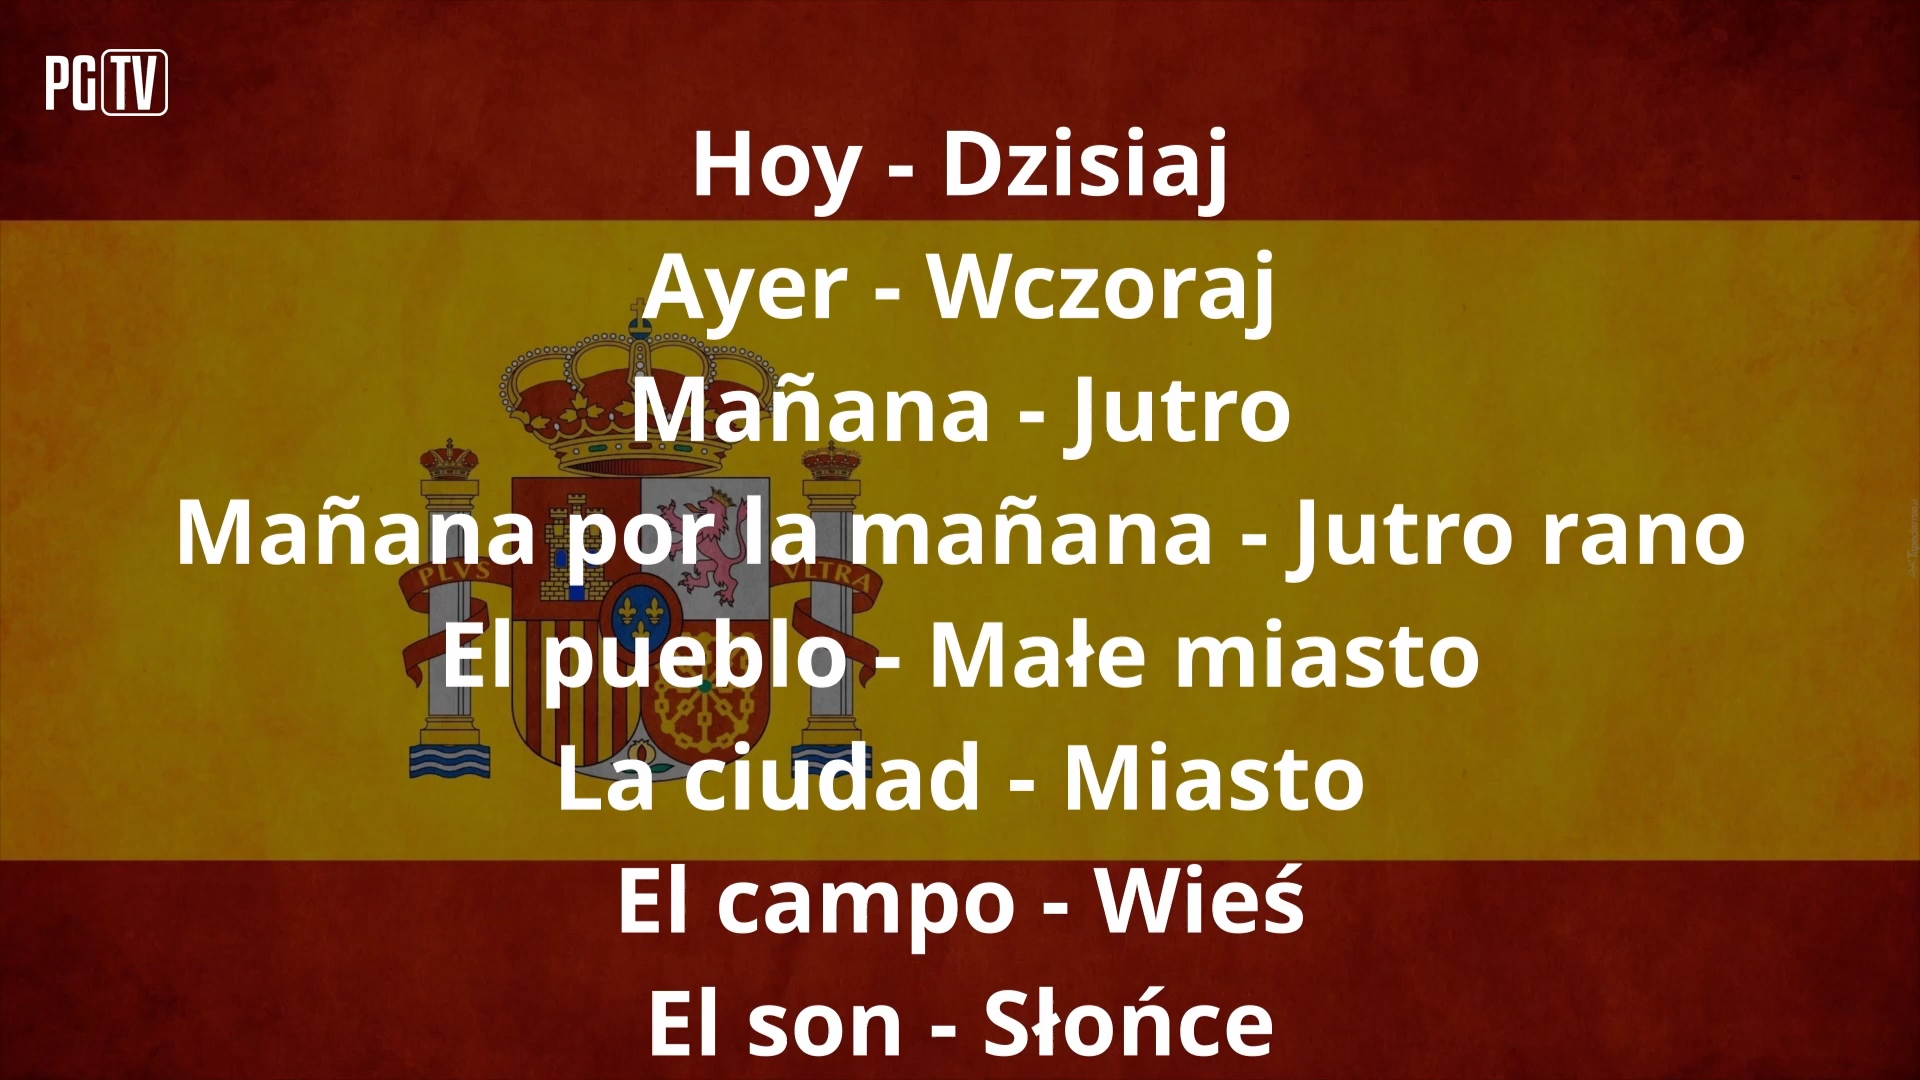 PG TV
Hoy - Dzisiaj
Ayer - Wczoraj
Mañana - Jutro
Mañana por la mañana - Jutro rano
PLVS VLTRA
El pueblo - Małe miasto
La ciudad - Miasto
El campo - Wieś
El son - Słońce